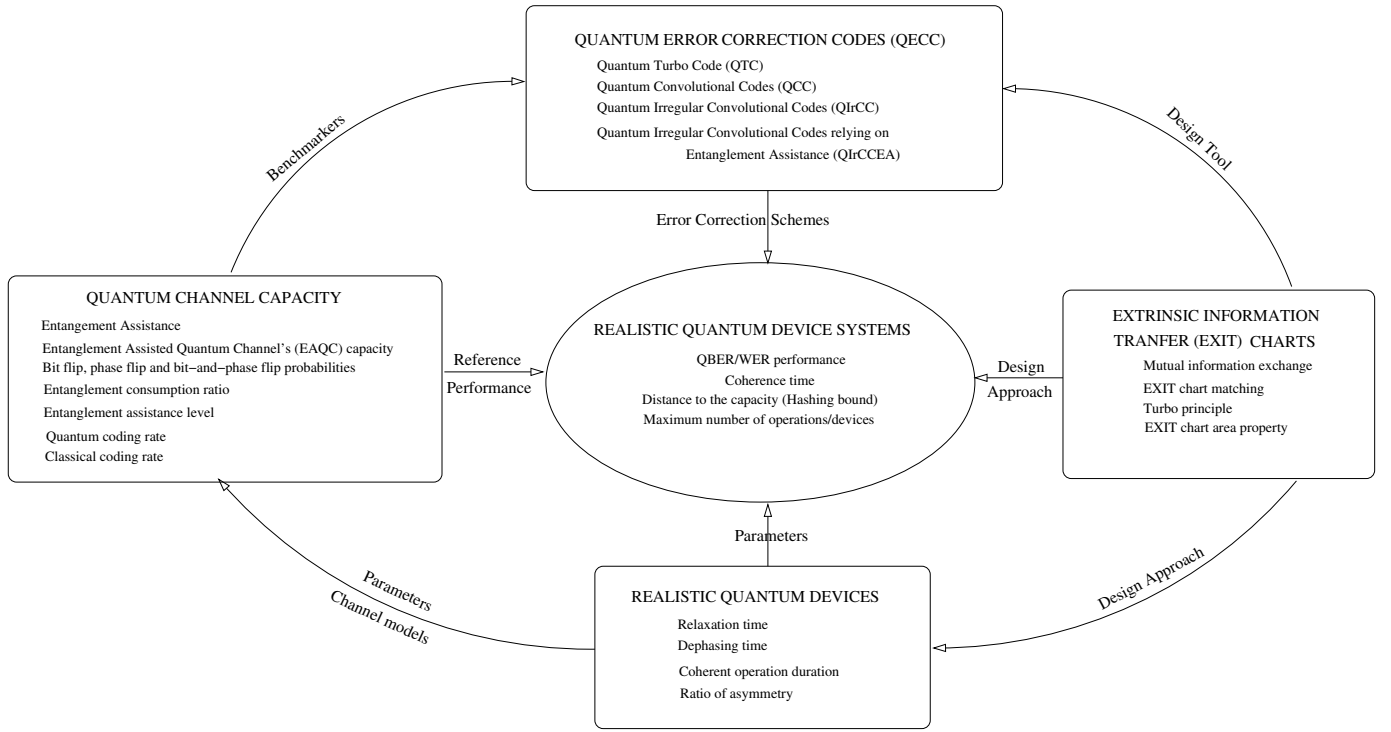 QUANTUM ERROR CORRECTION CODES (QECC)
Quantum Turbo Code (QTC)
Quantum Convolutional Codes (QCC)
Quantum Irregular Convolutional Codes (QIrCC)
Quantum Irregular Convolutional Codes relying on
Entanglement Assistance (QIrCCEA)
Benchmarkers
Design Tool
Error Correction Schemes
QUANTUM CHANNEL CAPACITY
Entangement Assistance
Entanglement Assisted Quantum Channel's (EAQC) capacity
Bit flip, phase flip and bit−and−phase flip probabilities
Entanglement consumption ratio
Entanglement assistance level
Quantum coding rate
Classical coding rate
Reference
Performance
REALISTIC QUANTUM DEVICE SYSTEMS
QBER/WER performance
Coherence time
Distance to the capacity (Hashing bound)
Maximum number of operations/devices
Design
Approach
EXTRINSIC INFORMATION
TRANFER (EXIT) CHARTS
Mutual information exchange
EXIT chart matching
Turbo principle
EXIT chart area property
Parameters
Parameters
Channel models
Design Approach
REALISTIC QUANTUM DEVICES
Relaxation time
Dephasing time
Coherent operation duration
Ratio of asymmetry